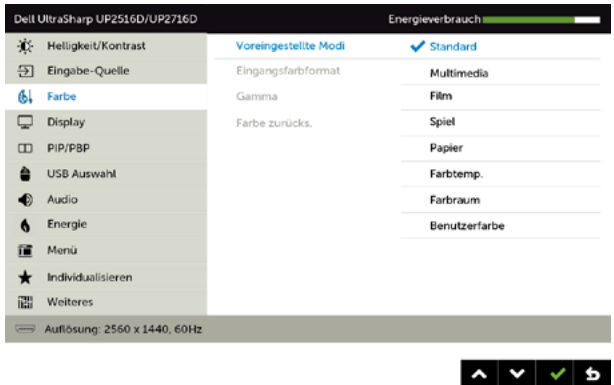 Dell UltraSharp UP2516D/UP2716D Energieverbrauch
Helligkeit/Kontrast Voreingestellte Modi Standard
Eingabe-Quelle Eingangsfarbformat Multimedia
Farbe Gamma Film
Display Farbe zurücks. Spiel
PIP/PBP Papier
USB Auswahl Farbtemp.
Audio Farbraum
Energie Benutzerfarbe
Menü
Individualisieren
Weiteres
Auflösung: 2560 x 1440, 60Hz